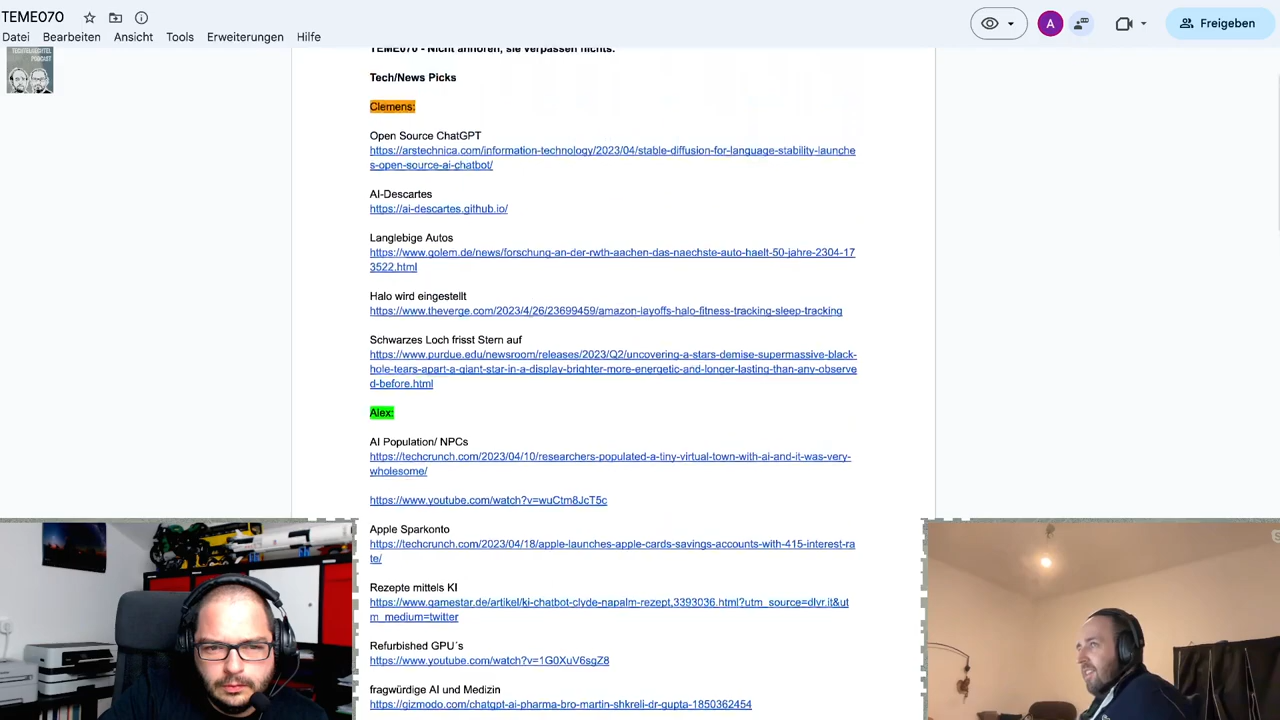 TEME070
Freigeben
A
Datei Bearbeiten Ansicht Tools Erweiterungen Hilfe
TECHTELMECHTEL
PODCAST
TEME070 - Nicht anhören, sie verpassen nichts.
Tech/News Picks
Clemens:
Open Source ChatGPT
https://arstechnica.com/information-technology/2023/04/stable-diffusion-for-language-stability-launche
s-open-source-ai-chatbot/
AI-Descartes
https://ai-descartes.github.io/
Langlebige Autos
https://www.golem.de/news/forschung-an-der-rwth-aachen-das-naechste-auto-haelt-50-jahre-2304-17
3522.html
Halo wird eingestellt
https://www.theverge.com/2023/4/26/23699459/amazon-layoffs-halo-fitness-tracking-sleep-tracking
Schwarzes Loch frisst Stern auf
https://www.purdue.edu/newsroom/releases/2023/Q2/uncovering-a-stars-demise-supermassive-black-
hole-tears-apart-a-giant-star-in-a-display-brighter-more-energetic-and-longer-lasting-than-any-observe
d-before.html
Alex:
AI Population/ NPCs
https://techcrunch.com/2023/04/10/researchers-populated-a-tiny-virtual-town-with-ai-and-it-was-very-
wholesome/
https://www.youtube.com/watch?v=wuCtm8JcT5c
Apple Sparkonto
https://techcrunch.com/2023/04/18/apple-launches-apple-cards-savings-accounts-with-415-interest-ra
te/
Rezepte mittels KI
https://www.gamestar.de/artikel/ki-chatbot-clyde-napalm-rezept,3393036.html?utm_source=dlvr.it&ut
m_medium=twitter
Refurbished GPU´s
https://www.youtube.com/watch?v=1G0XuV6sgZ8
fragwürdige AI und Medizin
https://gizmodo.com/chatgpt-ai-pharma-bro-martin-shkreli-dr-gupta-1850362454